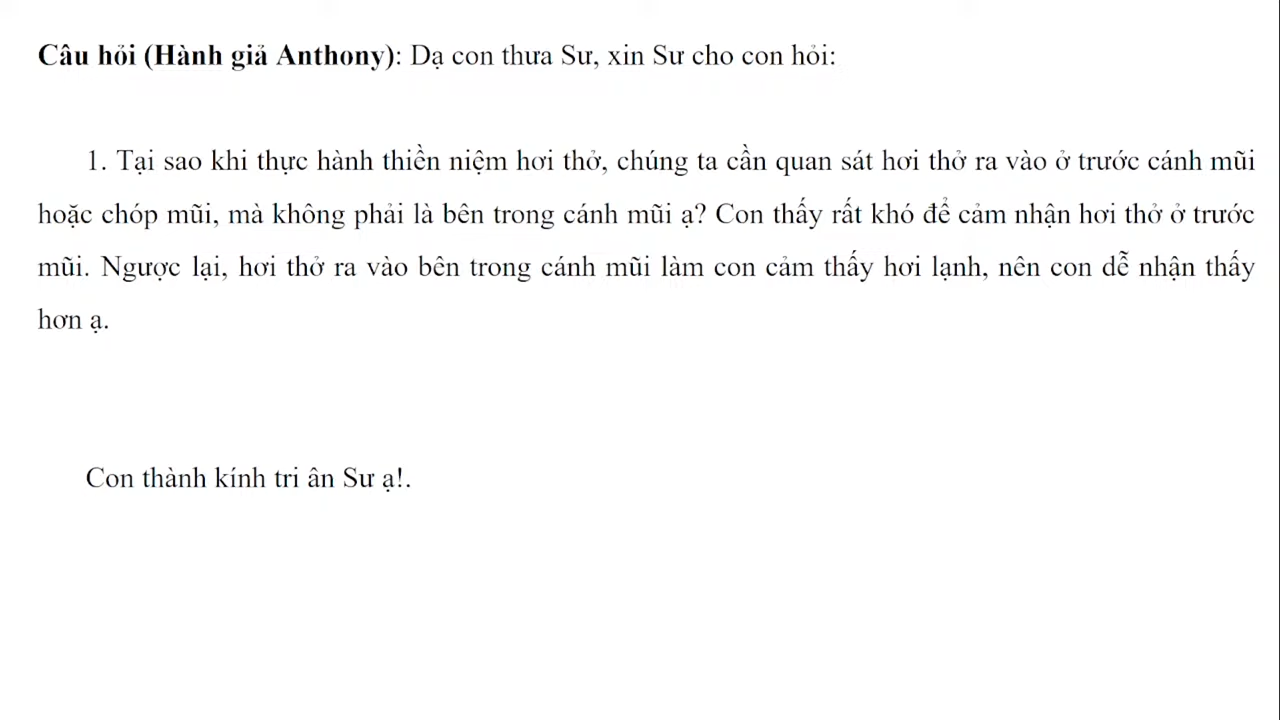 Câu hỏi (Hành giả Anthony): Dạ con thưa Sư, xin Sư cho con hỏi:
1. Tại sao khi thực hành thiền niệm hơi thở, chúng ta cần quan sát hơi thở ra vào ở trước cánh mũi
hoặc chóp mũi, mà không phải là bên trong cánh mũi ạ? Con thấy rất khó để cảm nhận hơi thở ở trước
mũi. Ngược lại, hơi thở ra vào bên trong cánh mũi làm con cảm thấy hơi lạnh, nên con dễ nhận thấy
hơn ạ.
Con thành kính tri ân Sư ạ!.